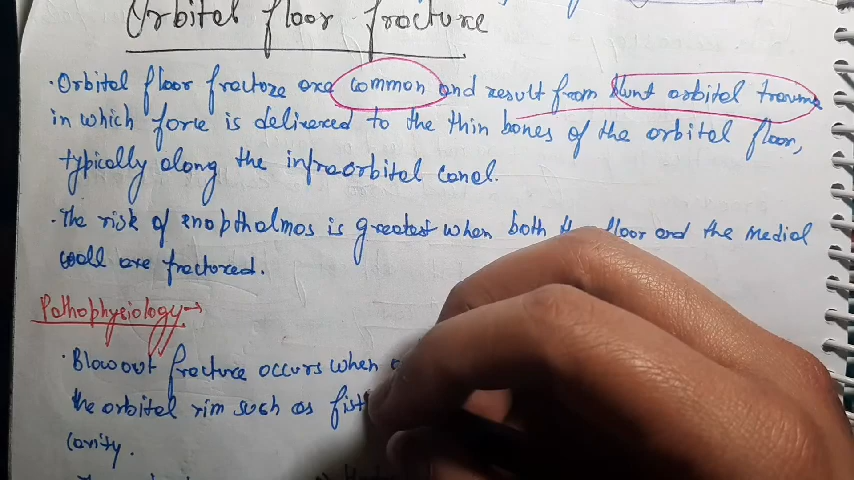 Orbital floor fracture
· Orbital floor fracture are common and result from blunt orbital trauma
in which force is delivered to the thin bones of the orbital floor,
typically along the infraorbital canal.
· The risk of enopthalmos is greatest when both the floor and the medial
wall are fractured.
Pathophysiology →
· Blowout fracture occurs when
the orbital rim such as fist
cavity.